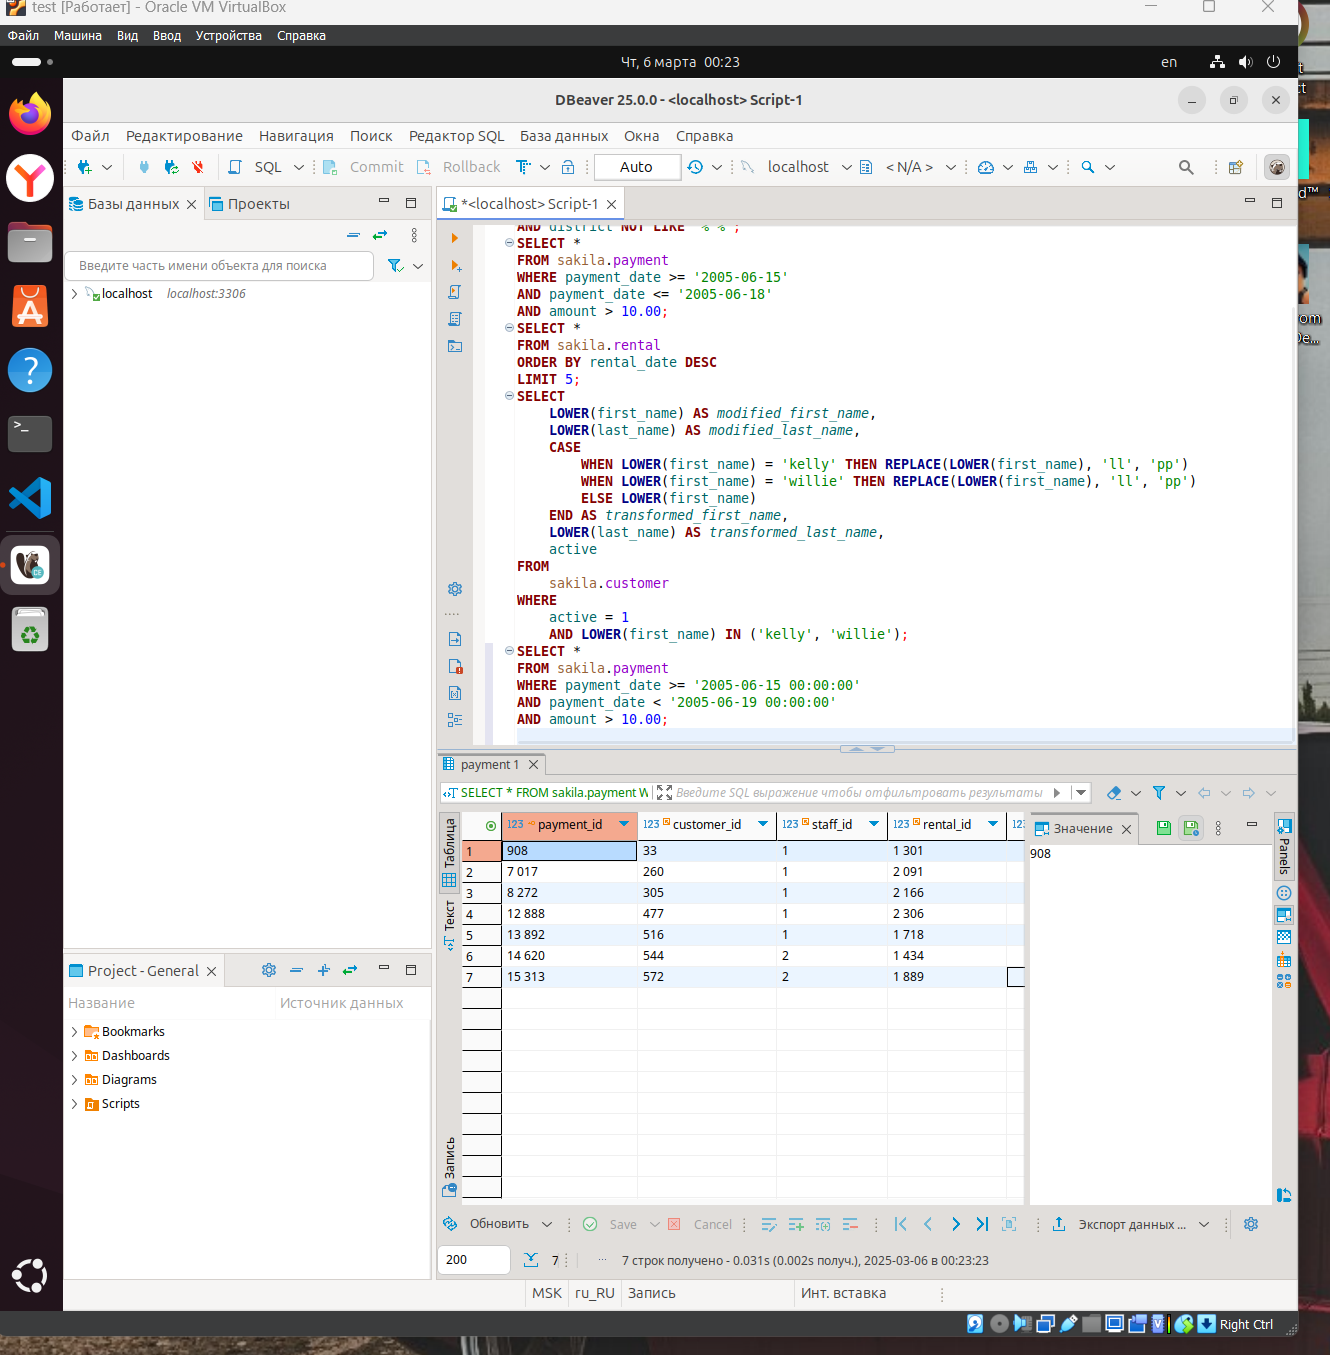 test [Работает] - Oracle VM VirtualBox
Файл Машина Вид Ввод Устройства Справка
Чт, 6 марта 00:23
en
DBeaver 25.0.0 - <localhost> Script-1
Файл Редактирование Навигация Поиск Редактор SQL База данных Окна Справка
SQL Commit Rollback Auto localhost < N/A >
Базы данных Проекты
*<localhost> Script-1
Введите часть имени объекта для поиска
localhost localhost:3306
AND district NOT LIKE '% %';
SELECT *
FROM sakila.payment
WHERE payment_date >= '2005-06-15'
AND payment_date <= '2005-06-18'
AND amount > 10.00;
SELECT *
FROM sakila.rental
ORDER BY rental_date DESC
LIMIT 5;
SELECT
LOWER(first_name) AS modified_first_name,
LOWER(last_name) AS modified_last_name,
CASE
WHEN LOWER(first_name) = 'kelly' THEN REPLACE(LOWER(first_name), 'll', 'pp')
WHEN LOWER(first_name) = 'willie' THEN REPLACE(LOWER(first_name), 'll', 'pp')
ELSE LOWER(first_name)
END AS transformed_first_name,
LOWER(last_name) AS transformed_last_name,
active
FROM
sakila.customer
WHERE
active = 1
AND LOWER(first_name) IN ('kelly', 'willie');
SELECT *
FROM sakila.payment
WHERE payment_date >= '2005-06-15 00:00:00'
AND payment_date < '2005-06-19 00:00:00'
AND amount > 10.00;
payment 1
SELECT * FROM sakila.payment W Введите SQL выражение чтобы отфильтровать результаты
Таблица
Текст
Запись
123 payment_id 123 customer_id 123 staff_id 123 rental_id 123
1 908 33 1 1 301
2 7 017 260 1 2 091
3 8 272 305 1 2 166
4 12 888 477 1 2 306
5 13 892 516 1 1 718
6 14 620 544 2 1 434
7 15 313 572 2 1 889
Значение
908
Panels
Project - General
Название Источник данных
Bookmarks
Dashboards
Diagrams
Scripts
Обновить Save Cancel Экспорт данных ...
200 7 ... 7 строк получено - 0.031s (0.002s получ.), 2025-03-06 в 00:23:23
MSK ru_RU Запись Инт. вставка
Right Ctrl